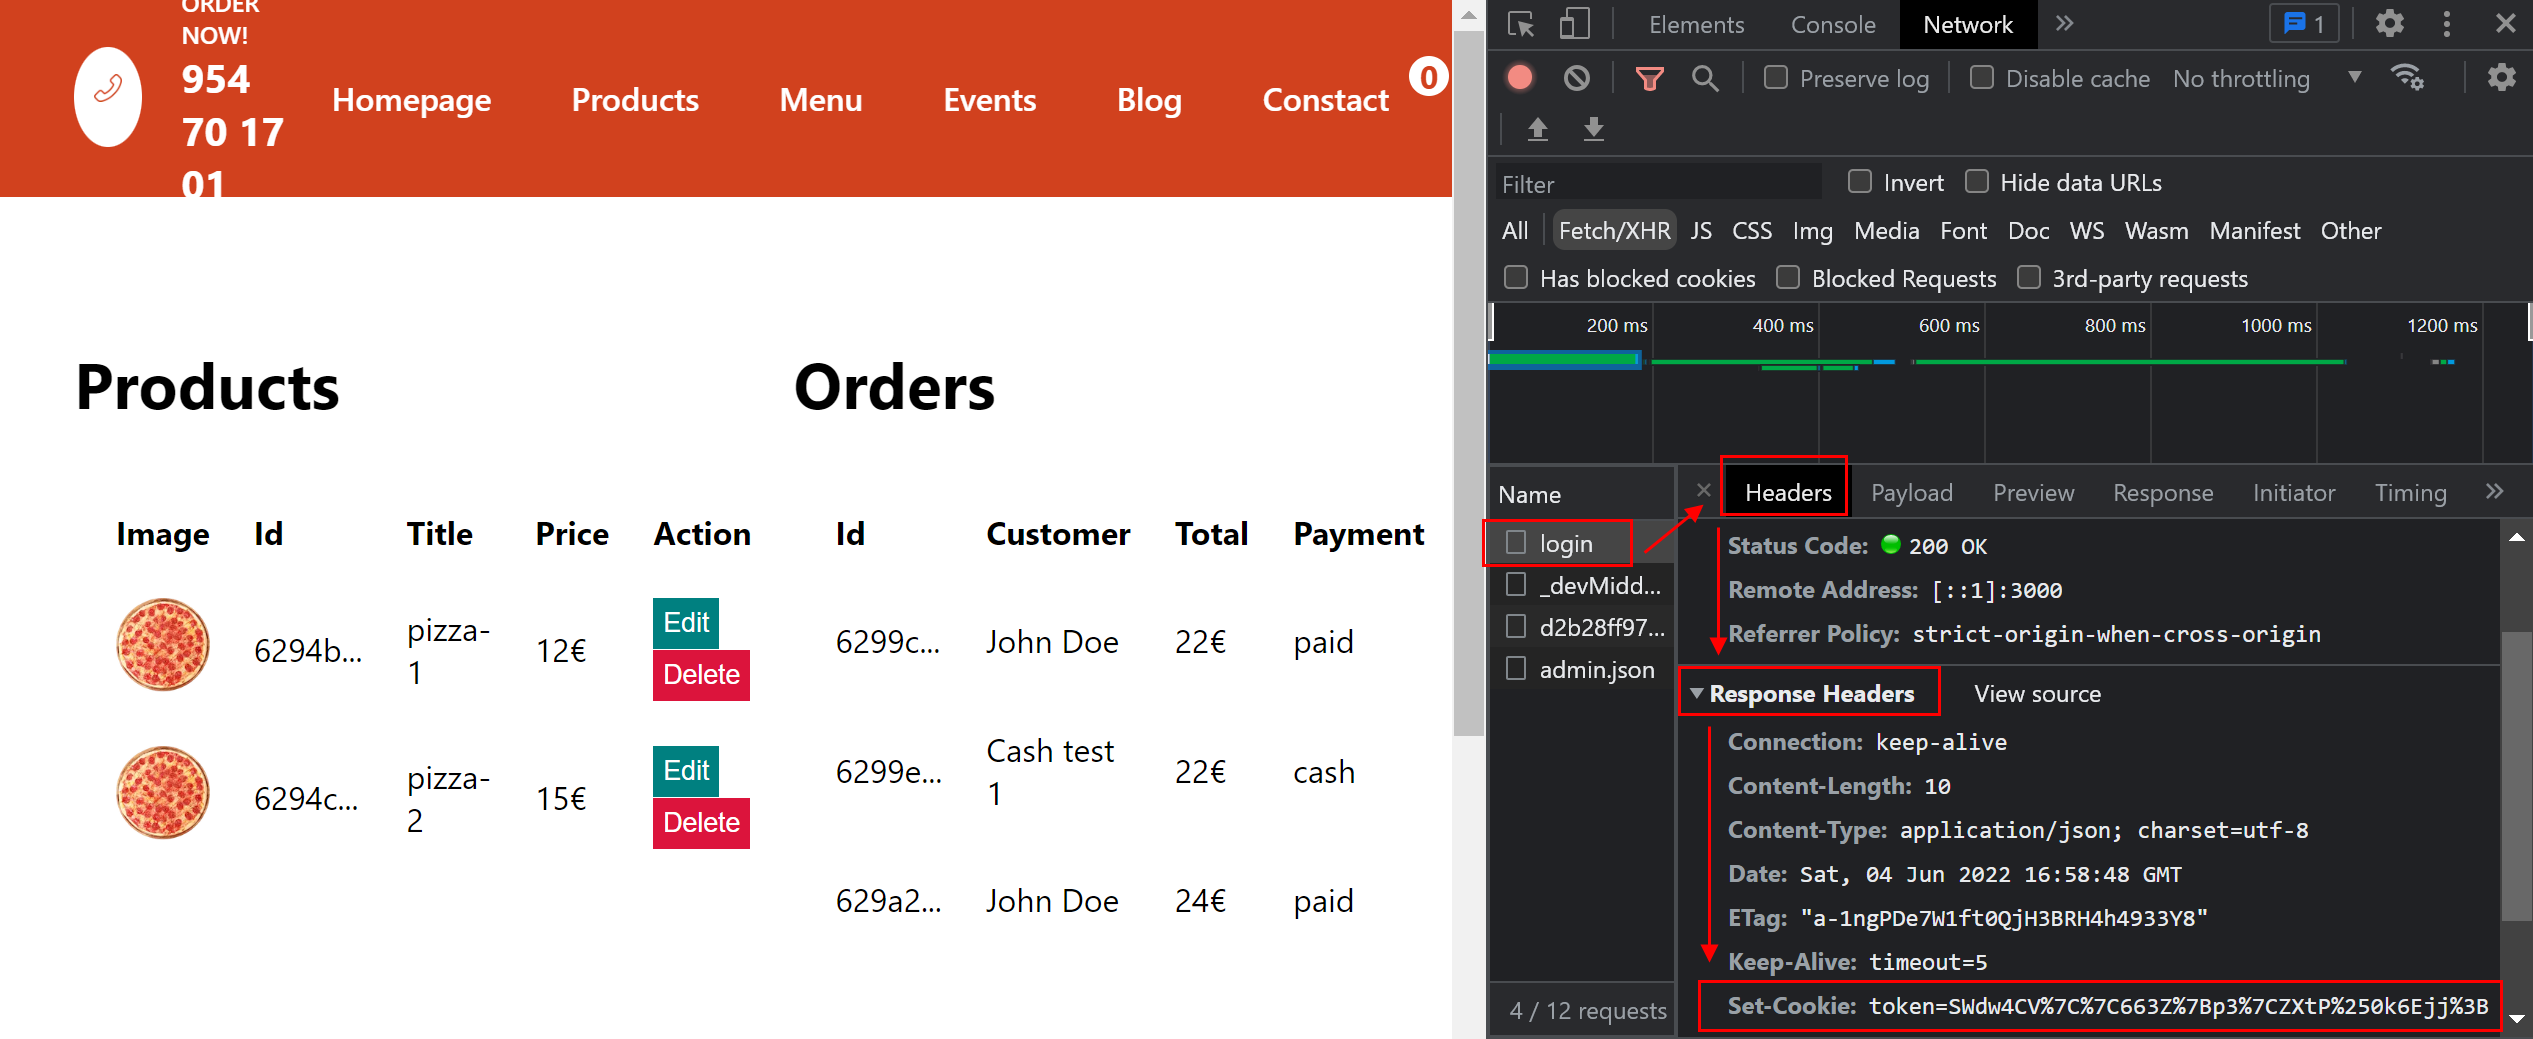 ORDER
NOW!
954
70 17
01
Homepage
Products
Menu
Events
Blog
Constact
0
Products
Image Id Title Price Action
6294b... pizza-1 12€ Edit Delete
6294c... pizza-2 15€ Edit Delete
Orders
Id Customer Total Payment
6299c... John Doe 22€ paid
6299e... Cash test 1 22€ cash
629a2... John Doe 24€ paid
Elements Console Network 1
Preserve log Disable cache No throttling
Filter Invert Hide data URLs
All Fetch/XHR JS CSS Img Media Font Doc WS Wasm Manifest Other
Has blocked cookies Blocked Requests 3rd-party requests
200 ms 400 ms 600 ms 800 ms 1000 ms 1200 ms
Name
login
_devMidd...
d2b28ff97...
admin.json
4 / 12 requests
Headers Payload Preview Response Initiator Timing
Status Code: 200 OK
Remote Address: [::1]:3000
Referrer Policy: strict-origin-when-cross-origin
Response Headers View source
Connection: keep-alive
Content-Length: 10
Content-Type: application/json; charset=utf-8
Date: Sat, 04 Jun 2022 16:58:48 GMT
ETag: "a-1ngPDe7W1ft0QjH3BRH4h4933Y8"
Keep-Alive: timeout=5
Set-Cookie: token=SWdw4CV%7C%7C663Z%7Bp3%7CZXtP%250k6Ejj%3B